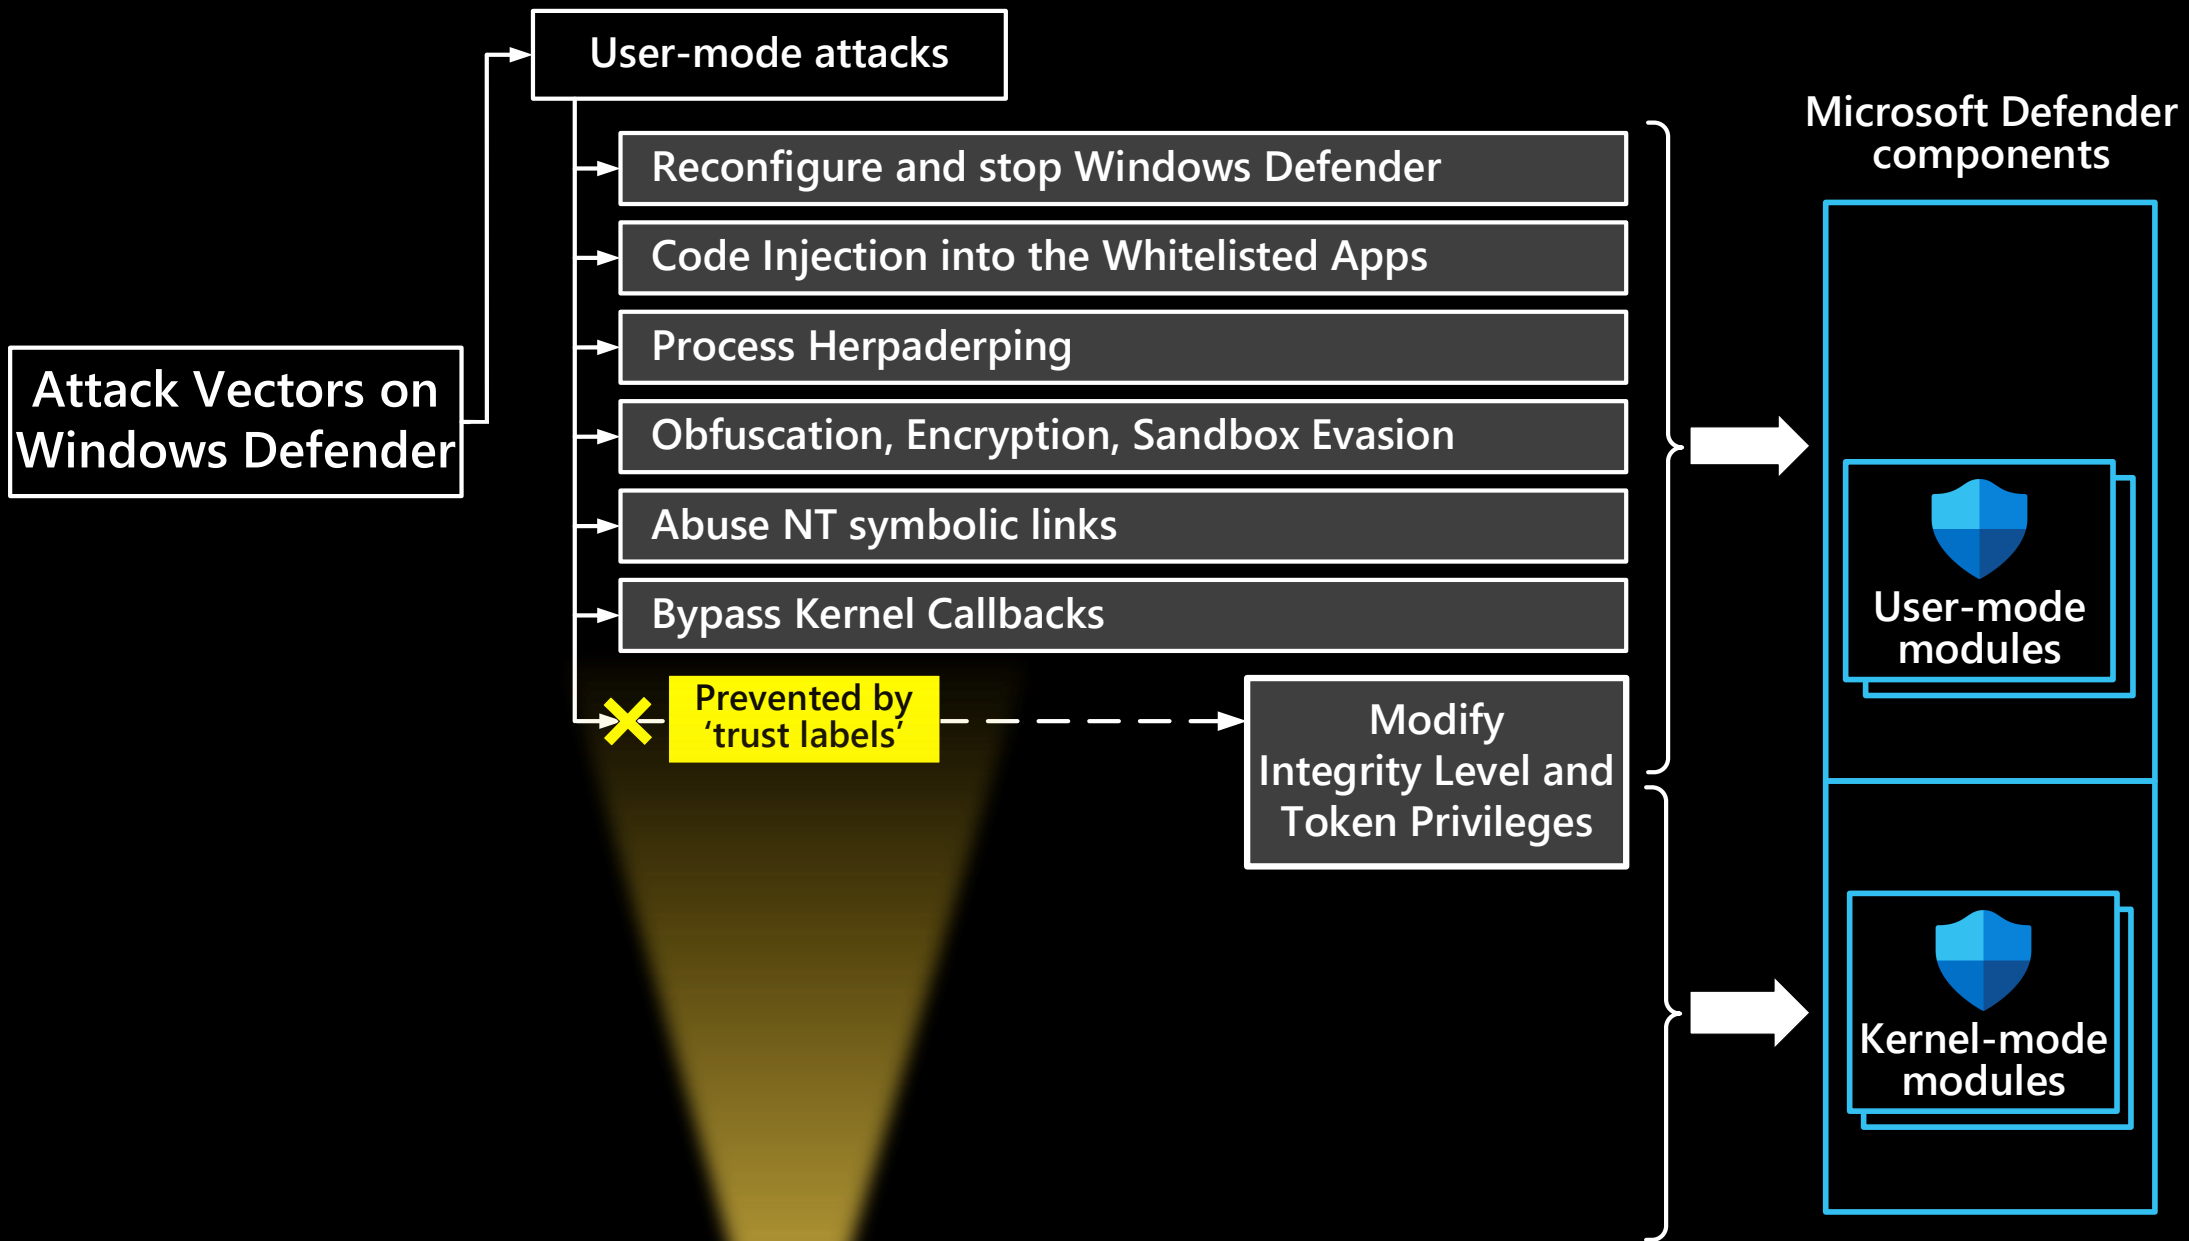 User-mode attacks
Reconfigure and stop Windows Defender
Code Injection into the Whitelisted Apps
Process Herpaderping
Obfuscation, Encryption, Sandbox Evasion
Abuse NT symbolic links
Bypass Kernel Callbacks
Attack Vectors on
Windows Defender
Prevented by
‘trust labels’
Modify
Integrity Level and
Token Privileges
Microsoft Defender
components
User-mode
modules
Kernel-mode
modules